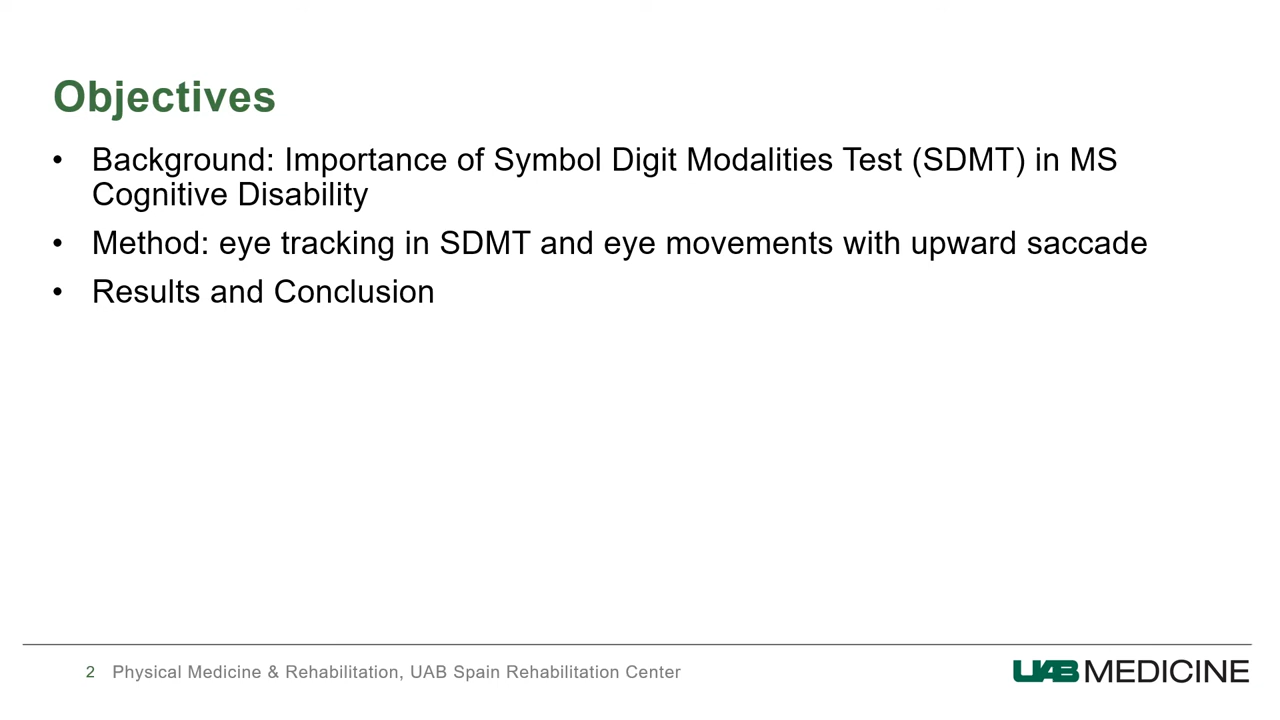 Objectives
• Background: Importance of Symbol Digit Modalities Test (SDMT) in MS
Cognitive Disability
• Method: eye tracking in SDMT and eye movements with upward saccade
• Results and Conclusion
2 Physical Medicine & Rehabilitation, UAB Spain Rehabilitation Center
UAB MEDICINE